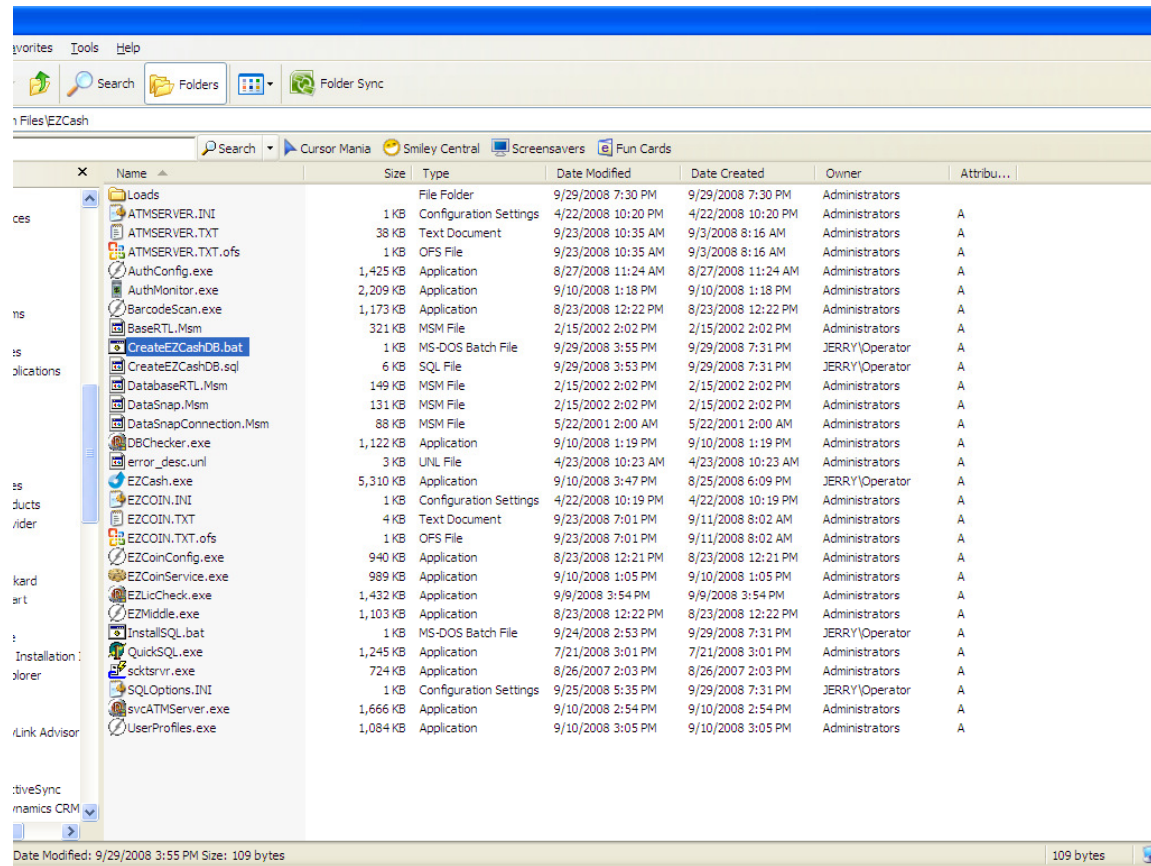 avorites Tools Help
Search Folders Folder Sync
n Files\EZCash
Search Cursor Mania Smiley Central Screensavers Fun Cards
Name Size Type Date Modified Date Created Owner Attribu...
Loads File Folder 9/29/2008 7:30 PM 9/29/2008 7:30 PM Administrators
ces ATMSERVER.INI 1 KB Configuration Settings 4/22/2008 10:20 PM 4/22/2008 10:20 PM Administrators A
ATMSERVER.TXT 38 KB Text Document 9/23/2008 10:35 AM 9/3/2008 8:16 AM Administrators A
ATMSERVER.TXT.ofs 1 KB OFS File 9/23/2008 10:35 AM 9/3/2008 8:16 AM Administrators A
AuthConfig.exe 1,425 KB Application 8/27/2008 11:24 AM 8/27/2008 11:24 AM Administrators A
AuthMonitor.exe 2,209 KB Application 9/10/2008 1:18 PM 9/10/2008 1:18 PM Administrators A
ms BarcodeScan.exe 1,173 KB Application 8/23/2008 12:22 PM 8/23/2008 12:22 PM Administrators A
BaseRTL.Msm 321 KB MSM File 2/15/2002 2:02 PM 2/15/2002 2:02 PM Administrators A
es CreateEZCashDB.bat 1 KB MS-DOS Batch File 9/29/2008 3:55 PM 9/29/2008 7:31 PM JERRY\Operator A
plications CreateEZCashDB.sql 6 KB SQL File 9/29/2008 3:53 PM 9/29/2008 7:31 PM JERRY\Operator A
DatabaseRTL.Msm 149 KB MSM File 2/15/2002 2:02 PM 2/15/2002 2:02 PM Administrators A
DataSnap.Msm 131 KB MSM File 2/15/2002 2:02 PM 2/15/2002 2:02 PM Administrators A
DataSnapConnection.Msm 88 KB MSM File 5/22/2001 2:00 AM 5/22/2001 2:00 AM Administrators A
DBChecker.exe 1,122 KB Application 9/10/2008 1:19 PM 9/10/2008 1:19 PM Administrators A
error_desc.unl 3 KB UNL File 4/23/2008 10:23 AM 4/23/2008 10:23 AM Administrators A
es EZCash.exe 5,310 KB Application 9/10/2008 3:47 PM 8/25/2008 6:09 PM JERRY\Operator A
ducts EZCOIN.INI 1 KB Configuration Settings 4/22/2008 10:19 PM 4/22/2008 10:19 PM Administrators A
vider EZCOIN.TXT 4 KB Text Document 9/23/2008 7:01 PM 9/11/2008 8:02 AM Administrators A
EZCOIN.TXT.ofs 1 KB OFS File 9/23/2008 7:01 PM 9/11/2008 8:02 AM Administrators A
EZCoinConfig.exe 940 KB Application 8/23/2008 12:21 PM 8/23/2008 12:21 PM Administrators A
kard EZCoinService.exe 989 KB Application 9/10/2008 1:05 PM 9/10/2008 1:05 PM Administrators A
art EZLicCheck.exe 1,432 KB Application 9/9/2008 3:54 PM 9/9/2008 3:54 PM Administrators A
EZMiddle.exe 1,103 KB Application 8/23/2008 12:22 PM 8/23/2008 12:22 PM Administrators A
e InstallSQL.bat 1 KB MS-DOS Batch File 9/24/2008 2:53 PM 9/29/2008 7:31 PM JERRY\Operator A
Installation QuickSQL.exe 1,245 KB Application 7/21/2008 3:01 PM 7/21/2008 3:01 PM Administrators A
plorer scktsrvr.exe 724 KB Application 8/26/2007 2:03 PM 8/26/2007 2:03 PM Administrators A
SQLOptions.INI 1 KB Configuration Settings 9/25/2008 5:35 PM 9/29/2008 7:31 PM JERRY\Operator A
svcATMServer.exe 1,666 KB Application 9/10/2008 2:54 PM 9/10/2008 2:54 PM Administrators A
yLink Advisor UserProfiles.exe 1,084 KB Application 9/10/2008 3:05 PM 9/10/2008 3:05 PM Administrators A
ctiveSync
ynamics CRM
Date Modified: 9/29/2008 3:55 PM Size: 109 bytes 109 bytes